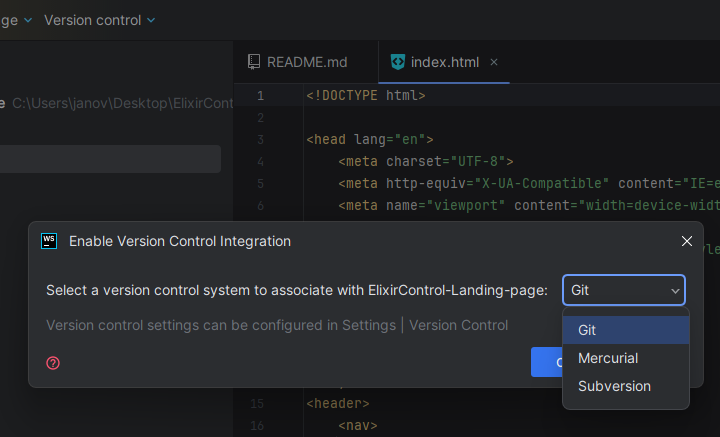 ge Version control
README.md index.html
C:\Users\janov\Desktop\ElixirCont
1 <!DOCTYPE html>
2
3 <head lang="en">
4 <meta charset="UTF-8">
5 <meta http-equiv="X-UA-Compatible" content="IE=e
6 <meta name="viewport" content="width=device-widt
WS Enable Version Control Integration
Select a version control system to associate with ElixirControl-Landing-page: Git
Version control settings can be configured in Settings | Version Control
Git
Mercurial
Subversion
15 <header>
16 <nav>